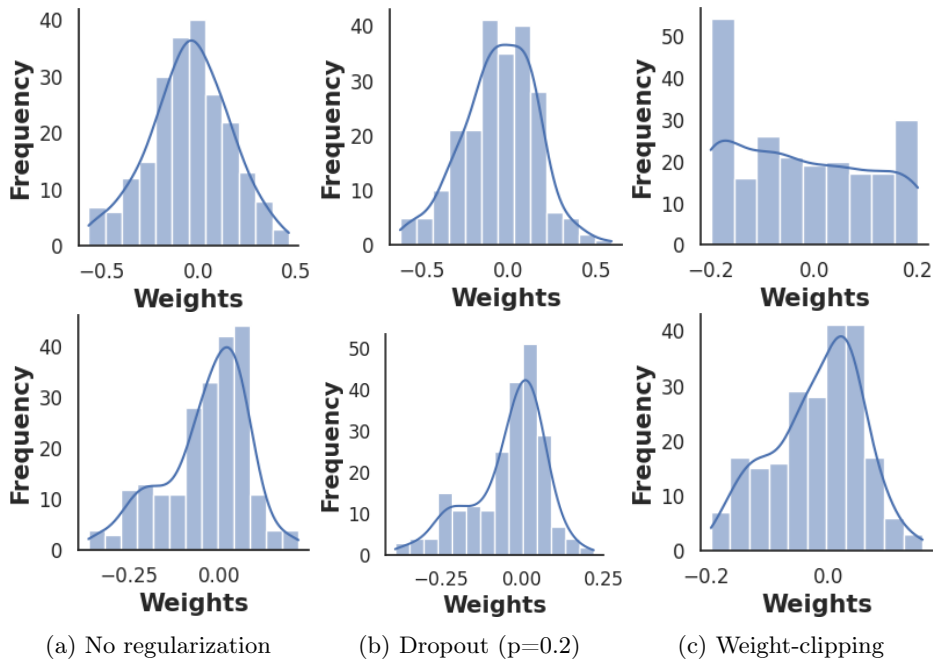 40
30
20
10
0
Frequency
−0.5 0.0 0.5
Weights
40
30
20
10
0
Frequency
−0.5 0.0 0.5
Weights
50
40
30
20
10
0
Frequency
−0.2 0.0 0.2
Weights
40
30
20
10
0
Frequency
−0.25 0.00
Weights
50
40
30
20
10
0
Frequency
−0.25 0.00 0.25
Weights
40
30
20
10
0
Frequency
−0.2 0.0
Weights
(a) No regularization
(b) Dropout (p=0.2)
(c) Weight-clipping